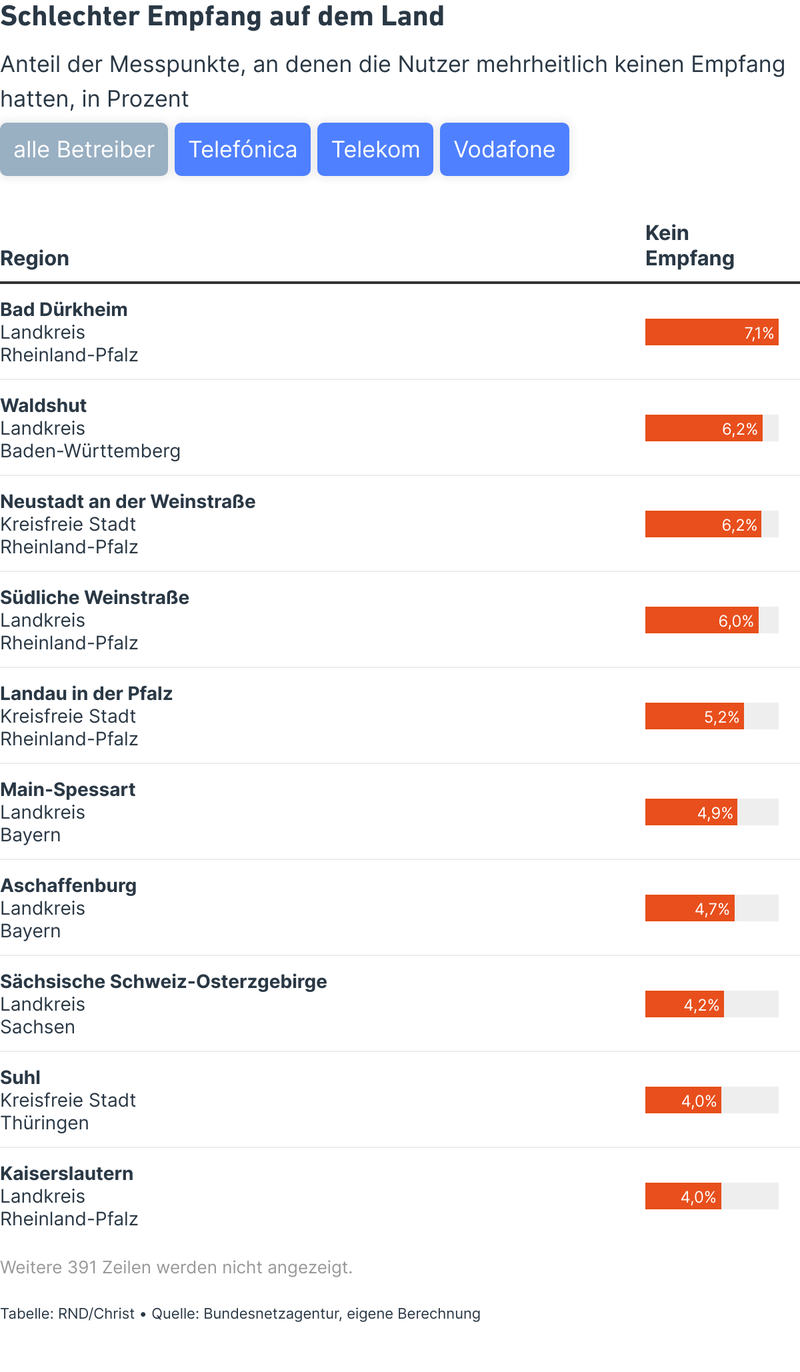 Schlechter Empfang auf dem Land
Anteil der Messpunkte, an denen die Nutzer mehrheitlich keinen Empfang
hatten, in Prozent
alle Betreiber Telefónica Telekom Vodafone
Region Kein
Empfang
Bad Dürkheim
Landkreis
Rheinland-Pfalz
7,1%
Waldshut
Landkreis
Baden-Württemberg
6,2%
Neustadt an der Weinstraße
Kreisfreie Stadt
Rheinland-Pfalz
6,2%
Südliche Weinstraße
Landkreis
Rheinland-Pfalz
6,0%
Landau in der Pfalz
Kreisfreie Stadt
Rheinland-Pfalz
5,2%
Main-Spessart
Landkreis
Bayern
4,9%
Aschaffenburg
Landkreis
Bayern
4,7%
Sächsische Schweiz-Osterzgebirge
Landkreis
Sachsen
4,2%
Suhl
Kreisfreie Stadt
Thüringen
4,0%
Kaiserslautern
Landkreis
Rheinland-Pfalz
4,0%
Weitere 391 Zeilen werden nicht angezeigt.
Tabelle: RND/Christ • Quelle: Bundesnetzagentur, eigene Berechnung